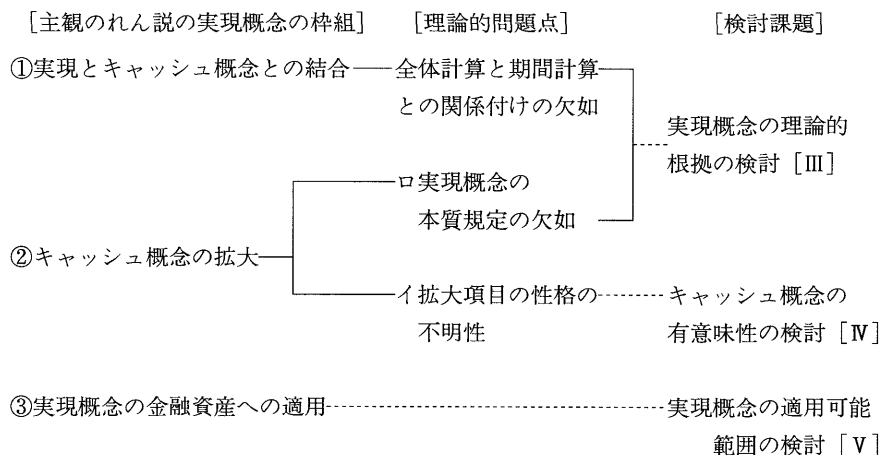 ［主観のれん説の実現概念の枠組］ ［理論的問題点］ ［検討課題］
①実現とキャッシュ概念との結合 全体計算と期間計算
との関係付けの欠如
実現概念の理論的
根拠の検討［Ⅲ］
ロ実現概念の
本質規定の欠如
②キャッシュ概念の拡大
イ拡大項目の性格の キャッシュ概念の
不明性 有意味性の検討［Ⅳ］
③実現概念の金融資産への適用 実現概念の適用可能
範囲の検討［Ⅴ］